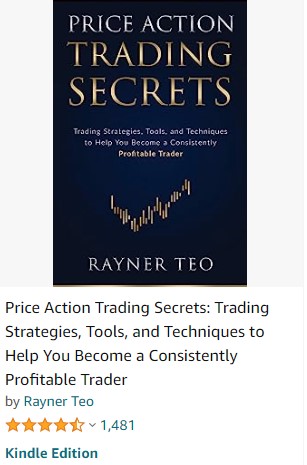 PRICE ACTION
TRADING
SECRETS
Trading Strategies, Tools, and Techniques
to Help You Become a Consistently
Profitable Trader
RAYNER TEO
Price Action Trading Secrets: Trading
Strategies, Tools, and Techniques to
Help You Become a Consistently
Profitable Trader
by Rayner Teo
1,481
Kindle Edition